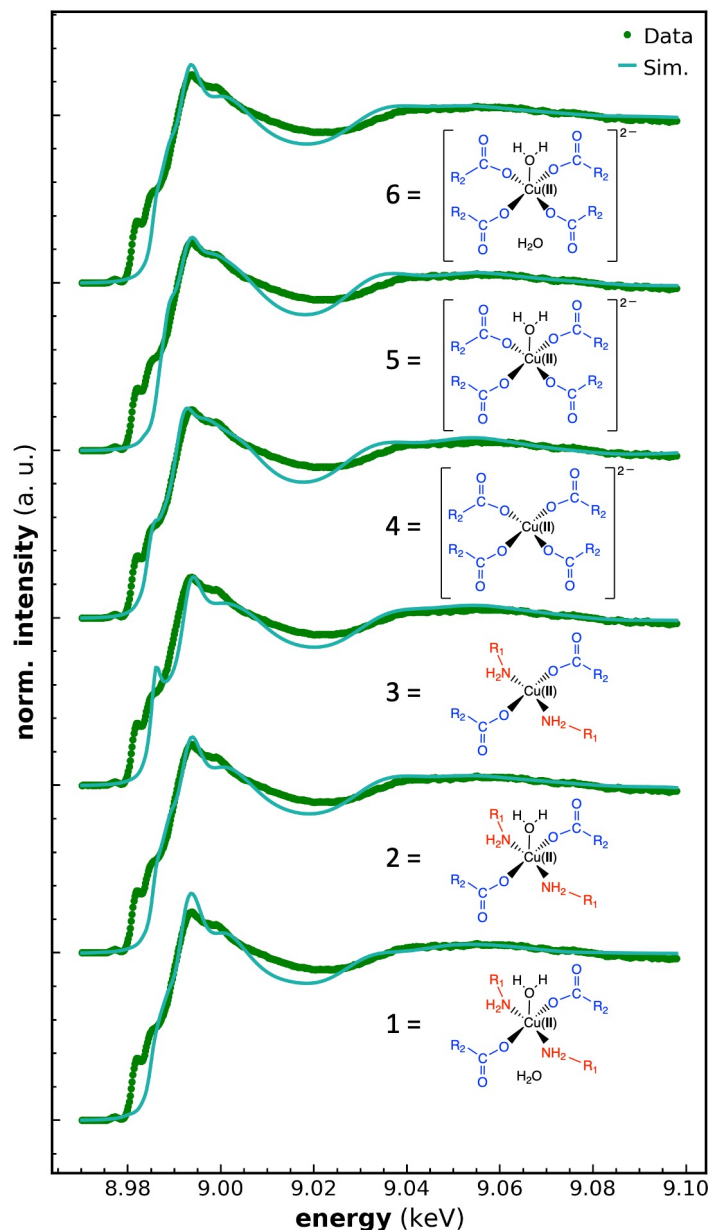 Data
Sim.
6 =
2−
O H H O
O
C O O C
R₂ R₂
Cu(II)
R₂ R₂
C O O C
O H₂O O
5 =
2−
O H H O
O
C O O C
R₂ R₂
Cu(II)
R₂ R₂
C O O C
O O
4 =
2−
O O
C O O C
R₂ R₂
Cu(II)
R₂ R₂
C O O C
O O
3 =
R₁ O
C
H₂N O R₂
Cu(II)
R₂ O NH₂
C R₁
O
2 =
R₁ H H O
O C
H₂N O R₂
Cu(II)
R₂ O NH₂
C R₁
O
1 =
R₁ H H O
O C
H₂N O R₂
Cu(II)
R₂ O NH₂
C R₁
O H₂O
norm. intensity (a. u.)
8.98 9.00 9.02 9.04 9.06 9.08 9.10
energy (keV)